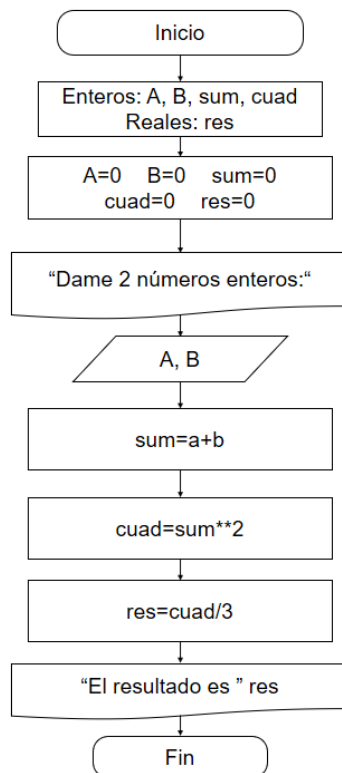 Inicio
Enteros: A, B, sum, cuad
Reales: res
A=0 B=0 sum=0
cuad=0 res=0
“Dame 2 números enteros:“
A, B
sum=a+b
cuad=sum**2
res=cuad/3
“El resultado es ” res
Fin